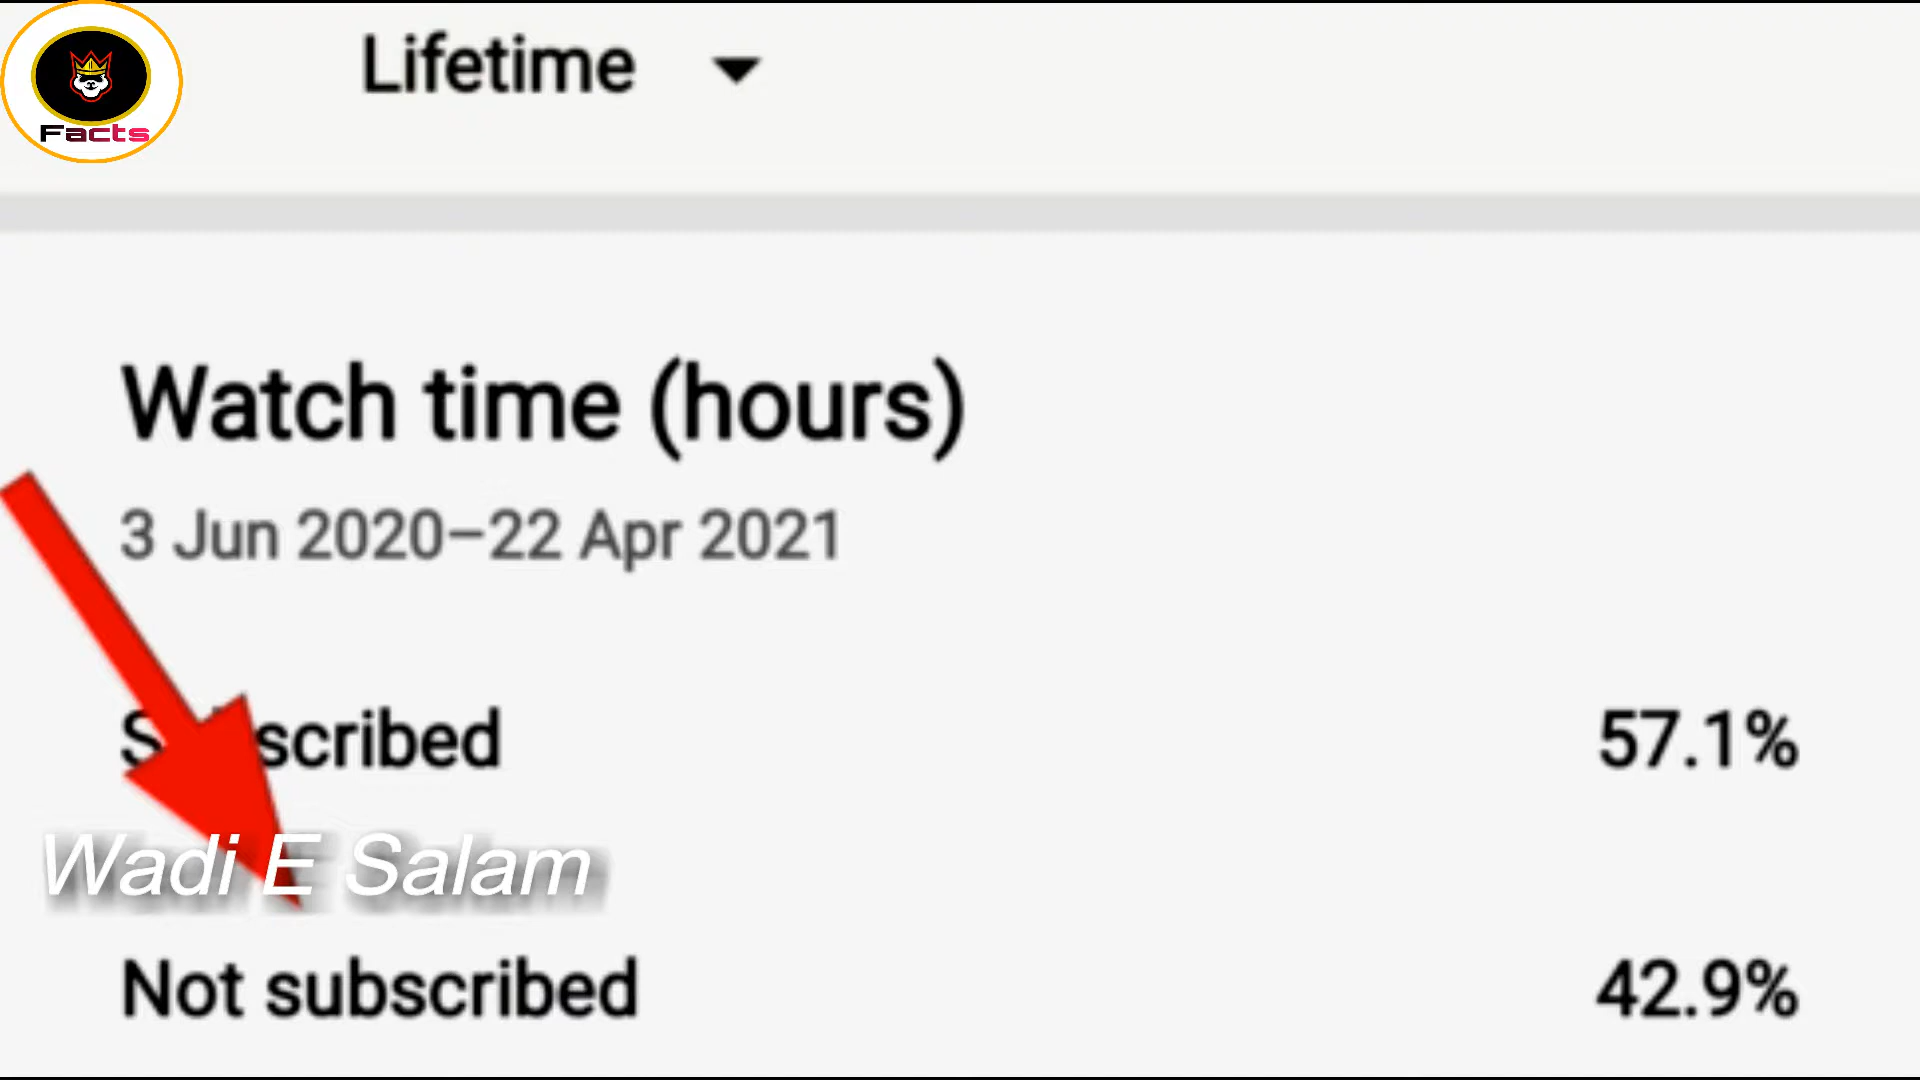 Facts
Lifetime
Watch time (hours)
3 Jun 2020–22 Apr 2021
Subscribed 57.1%
Wadi E Salam
Not subscribed 42.9%